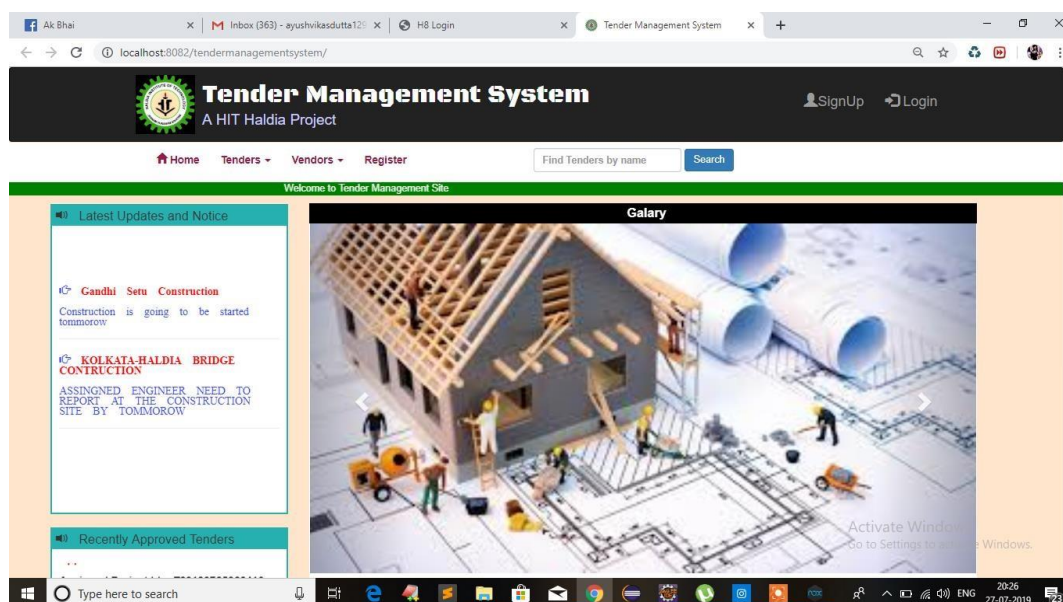 Ak Bhai
Inbox (363) - ayushvikasdutta129
H8 Login
Tender Management System
localhost:8082/tendermanagementsystem/
Tender Management System
A HIT Haldia Project
SignUp
Login
Home
Tenders
Vendors
Register
Find Tenders by name
Search
Welcome to Tender Management Site
Latest Updates and Notice
Galary
Gandhi Setu Construction
Construction is going to be started
tommorow
KOLKATA-HALDIA BRIDGE
CONTRUCTION
ASSINGNED ENGINEER NEED TO
REPORT AT THE CONSTRUCTION
SITE BY TOMMOROW
Recently Approved Tenders
Activate Windows
Go to Settings to activate Windows.
Type here to search
ENG
20:26
27-07-2019